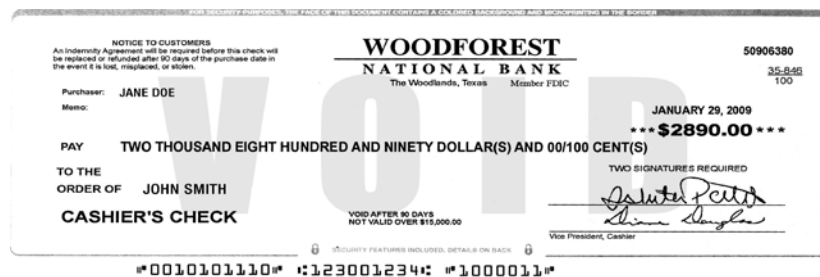 FOR SECURITY PURPOSES, THE FACE OF THIS DOCUMENT CONTAINS A COLORED BACKGROUND AND MICROPRINTING IN THE BORDER
NOTICE TO CUSTOMERS
An Indemnity Agreement will be required before this check will
be replaced or refunded after 90 days of the purchase date in
the event it is lost, misplaced, or stolen.
WOODFOREST
NATIONAL BANK
The Woodlands, Texas Member FDIC
50906380
35-846
100
Purchaser: JANE DOE
Memo:
VOID
JANUARY 29, 2009
***$2890.00***
PAY TWO THOUSAND EIGHT HUNDRED AND NINETY DOLLAR(S) AND 00/100 CENT(S)
TO THE
ORDER OF JOHN SMITH
TWO SIGNATURES REQUIRED
CASHIER'S CHECK
VOID AFTER 90 DAYS
NOT VALID OVER $15,000.00
Vice President, Cashier
SECURITY FEATURES INCLUDED. DETAILS ON BACK
⑈0010101110⑈ ⑆123001234⑆ ⑈1000011⑈